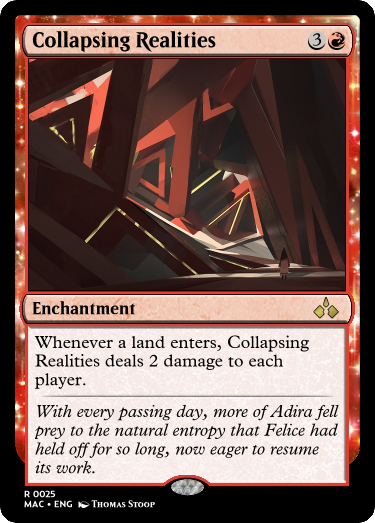 Collapsing Realities 3
Enchantment
Whenever a land enters, Collapsing
Realities deals 2 damage to each
player.
With every passing day, more of Adira fell
prey to the natural entropy that Felice had
held off for so long, now eager to resume
its work.
R 0025
MAC • ENG Thomas Stoop